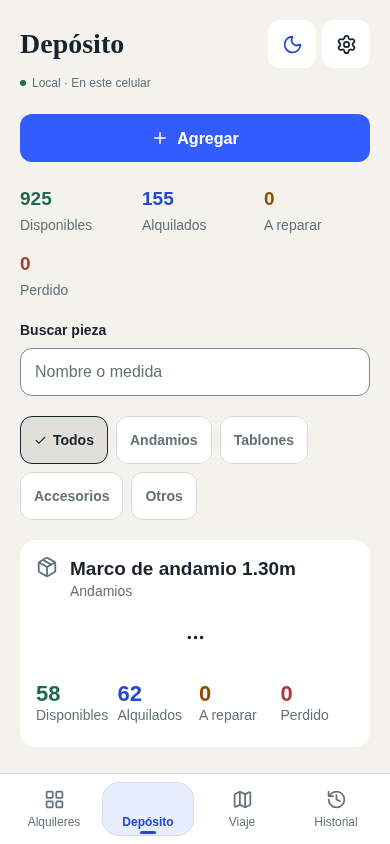 Depósito
Local · En este celular
Agregar
925 155 0
Disponibles Alquilados A reparar
0
Perdido
Buscar pieza
Nombre o medida
Todos Andamios Tablones
Accesorios Otros
Marco de andamio 1.30m
Andamios
...
58 62 0 0
Disponibles Alquilados A reparar Perdido
Alquileres Depósito Viaje Historial